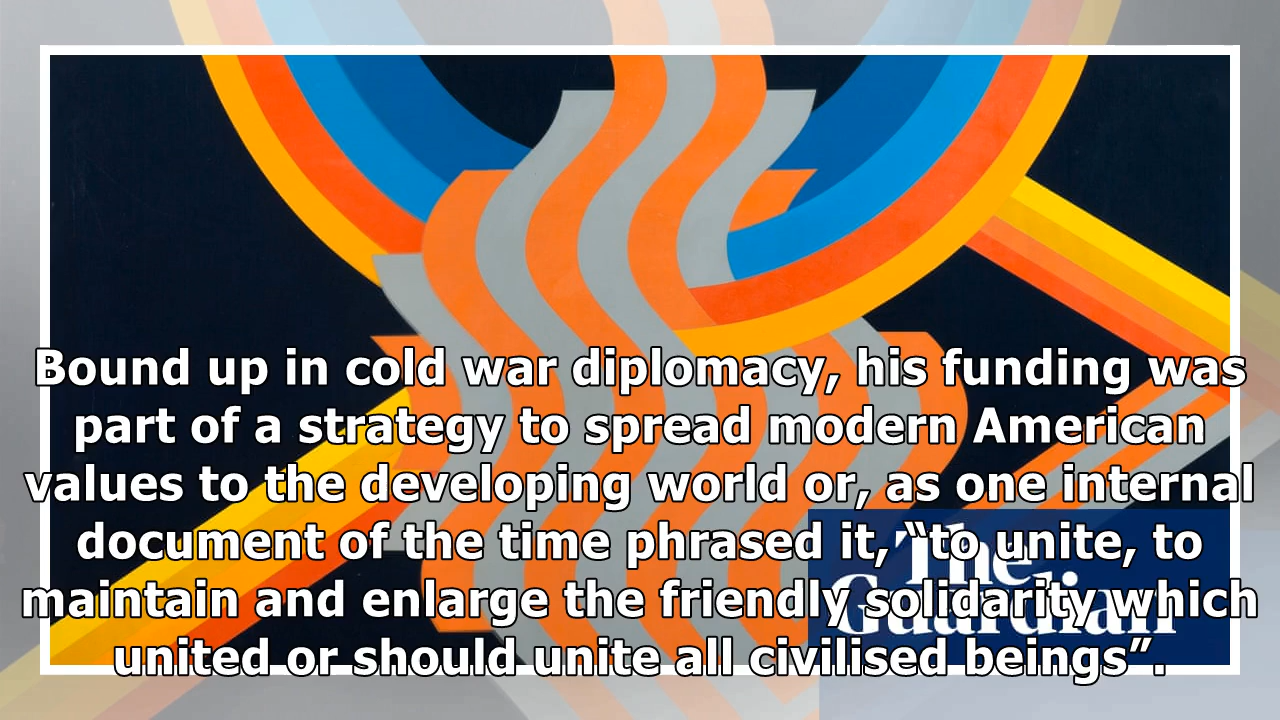 Bound up in cold war diplomacy, his funding was
part of a strategy to spread modern American
values to the developing world or, as one internal
document of the time phrased it, “to unite, to
maintain and enlarge the friendly solidarity which
united or should unite all civilised beings”.
The
Guardian